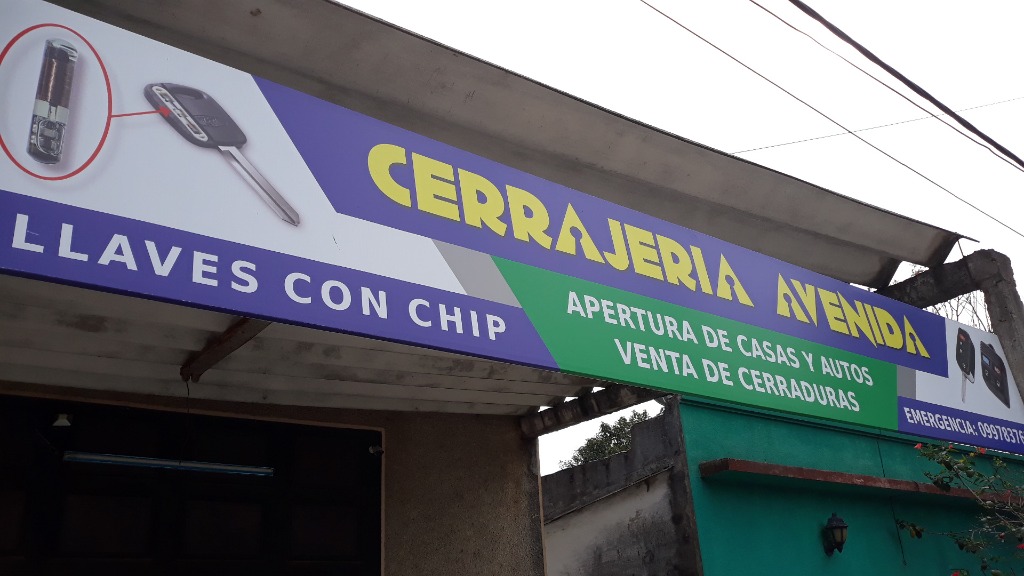 CERRAJERIA AVENIDA
LLAVES CON CHIP
APERTURA DE CASAS Y AUTOS
VENTA DE CERRADURAS
EMERGENCIA: